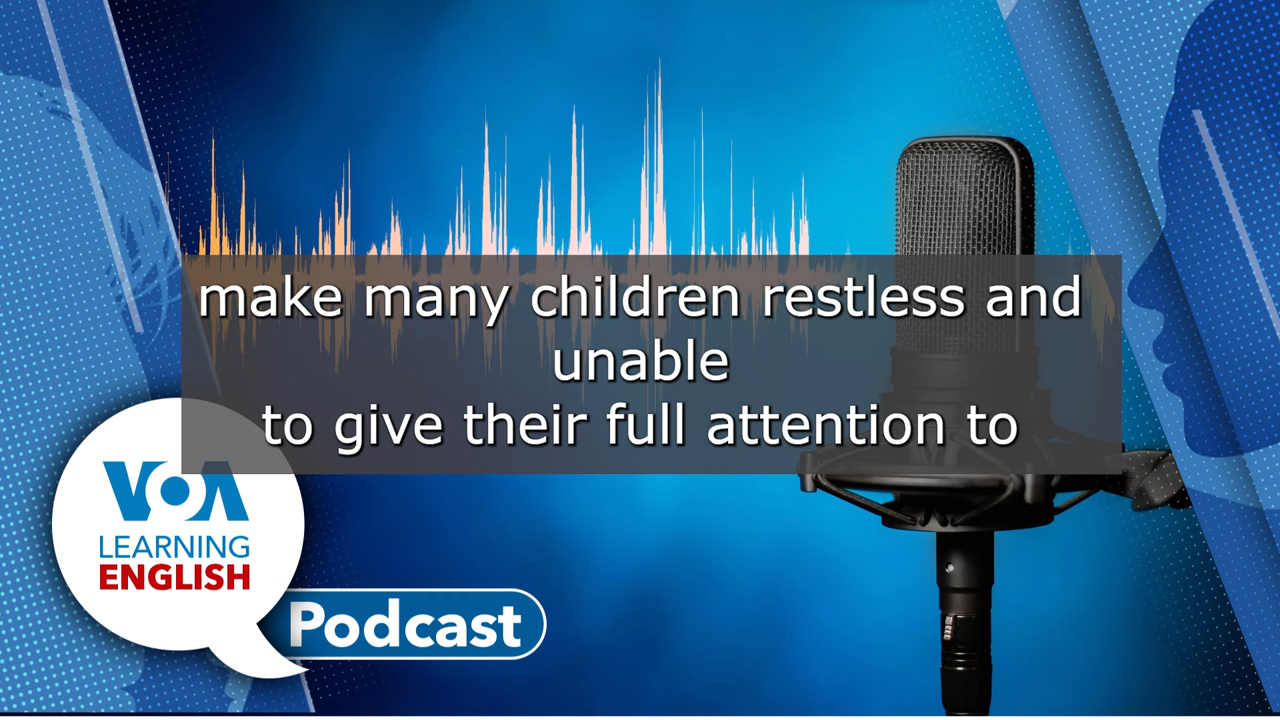 make many children restless and
unable
to give their full attention to
VOA
LEARNING
ENGLISH
Podcast